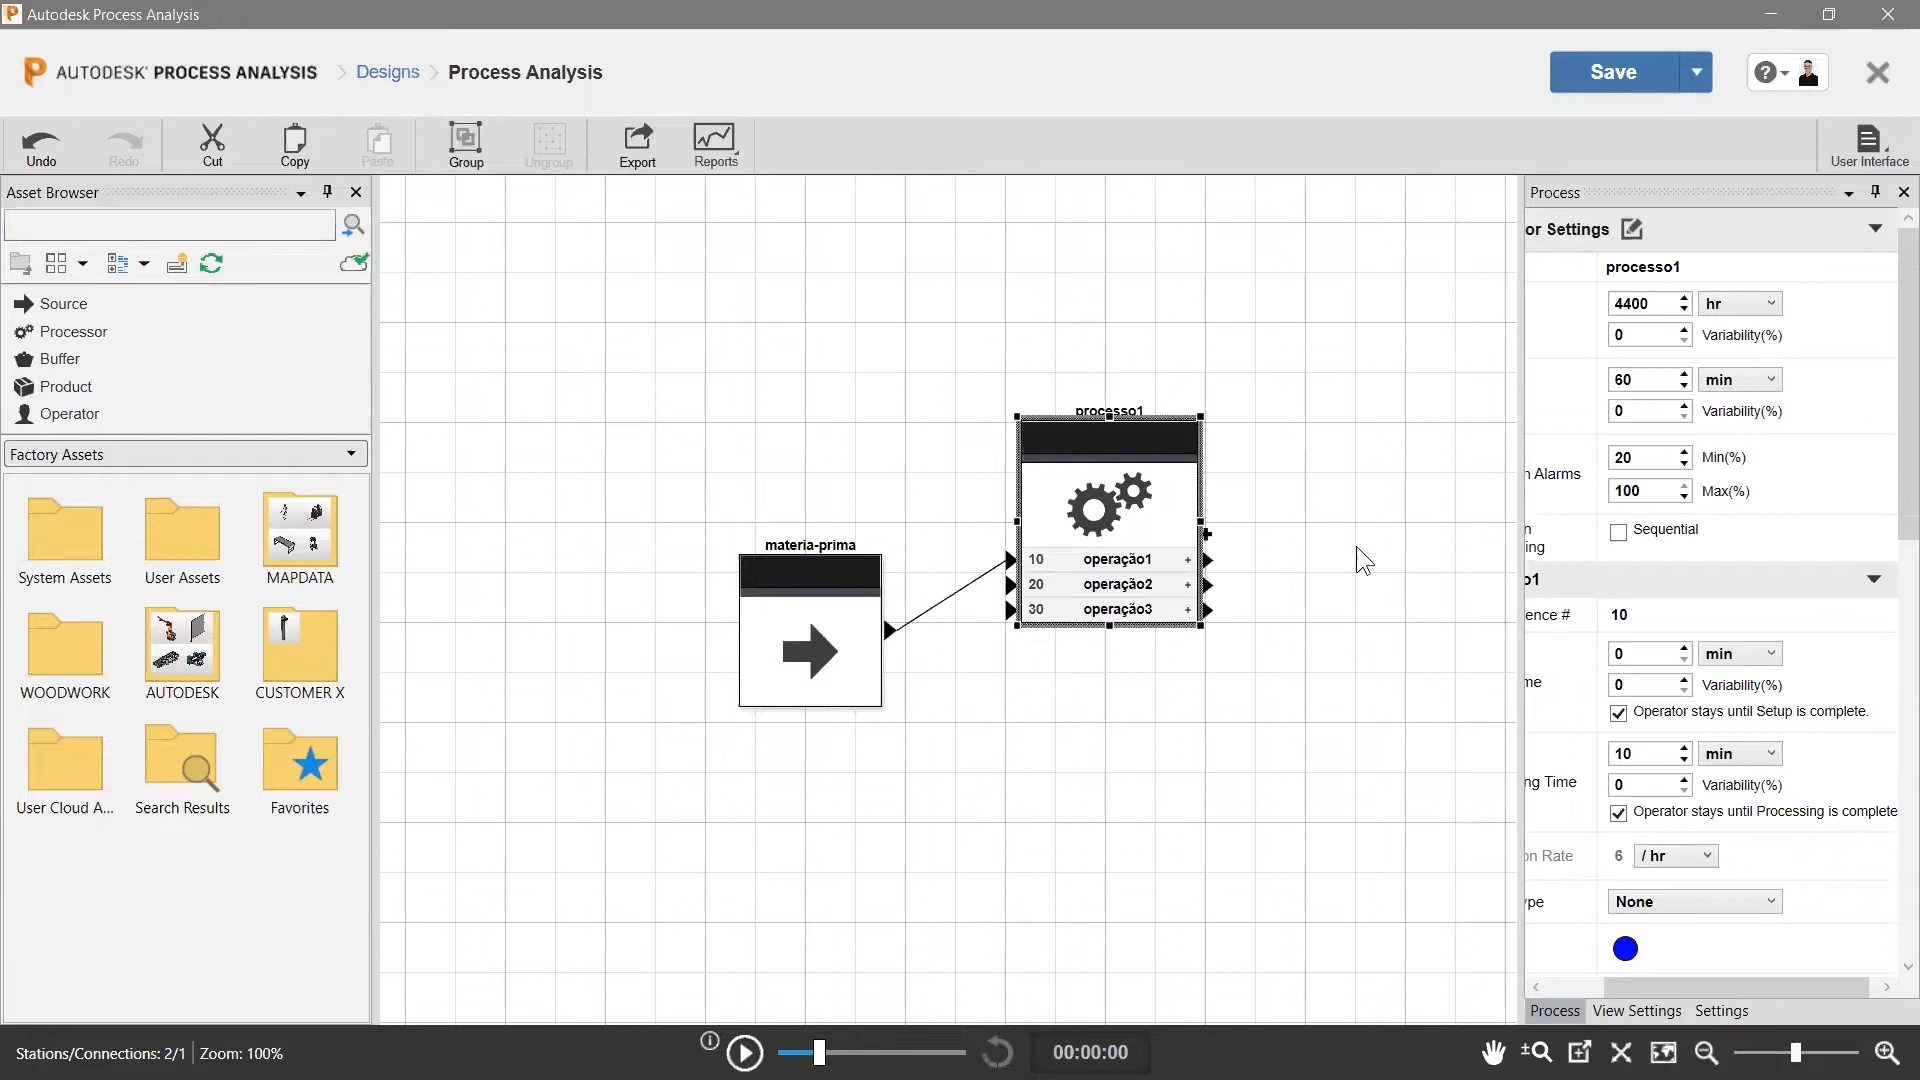 Autodesk Process Analysis
AUTODESK® PROCESS ANALYSIS
Designs
Process Analysis
Save
Undo
Redo
Cut
Copy
Paste
Group
Ungroup
Export
Reports
User Interface
Asset Browser
Source
Processor
Buffer
Product
Operator
Factory Assets
System Assets
User Assets
MAPDATA
WOODWORK
AUTODESK
CUSTOMER X
User Cloud A...
Search Results
Favorites
materia-prima
processo1
10 operação1 +
20 operação2 +
30 operação3 +
Process
or Settings
processo1
4400 hr
0 Variability(%)
60 min
0 Variability(%)
20 Min(%)
n Alarms
100 Max(%)
n
Sequential
ing
o1
ence # 10
0 min
me
0 Variability(%)
Operator stays until Setup is complete.
10 min
ng Time
0 Variability(%)
Operator stays until Processing is complete
on Rate 6 / hr
ype None
Process View Settings Settings
Stations/Connections: 2/1 Zoom: 100%
00:00:00